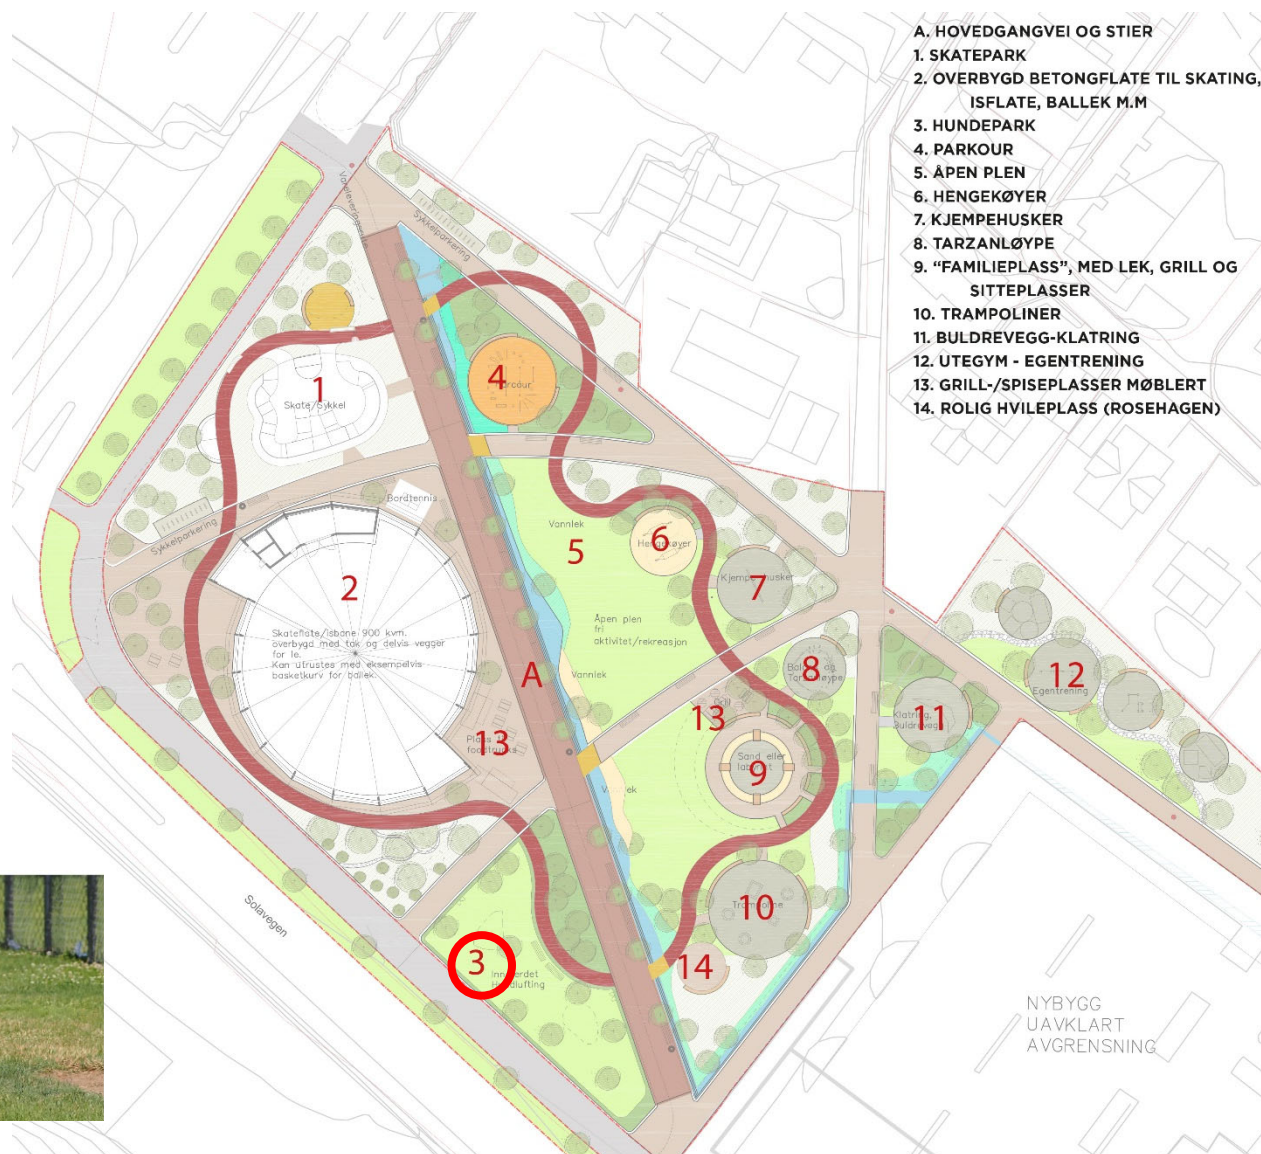 A. HOVEDGANGVEI OG STIER
1. SKATEPARK
2. OVERBYGD BETONGFLATE TIL SKATING,
ISFLATE, BALLEK M.M
3. HUNDEPARK
4. PARKOUR
5. ÅPEN PLEN
6. HENGEKØYER
7. KJEMPEHUSKER
8. TARZANLØYPE
9. “FAMILIEPLASS”, MED LEK, GRILL OG
SITTEPLASSER
10. TRAMPOLINER
11. BULDREVEGG-KLATRING
12. UTEGYM - EGENTRENING
13. GRILL-/SPISEPLASSER MØBLERT
14. ROLIG HVILEPLASS (ROSEHAGEN)
Sykkelparkering
4
1
Skate/Sykkel
Bordtennis
Sykkelparkering
Vannlek
5
6
Hengekøyer
7
2
Åpen plen
fri
aktivitet/rekreasjon
Skateflate/isbane 900 kvm.
overbygd med tak og delvis vegger
for le.
Kan utrustes med eksempelvis
basketkurv for ballek.
A
Vannlek
8
12
Egentrening
11
Klatring,
Buldrevegg
13
13
Sand eller
9
10
Solavegen
3
14
NYBYGG
UAVKLART
AVGRENSNING